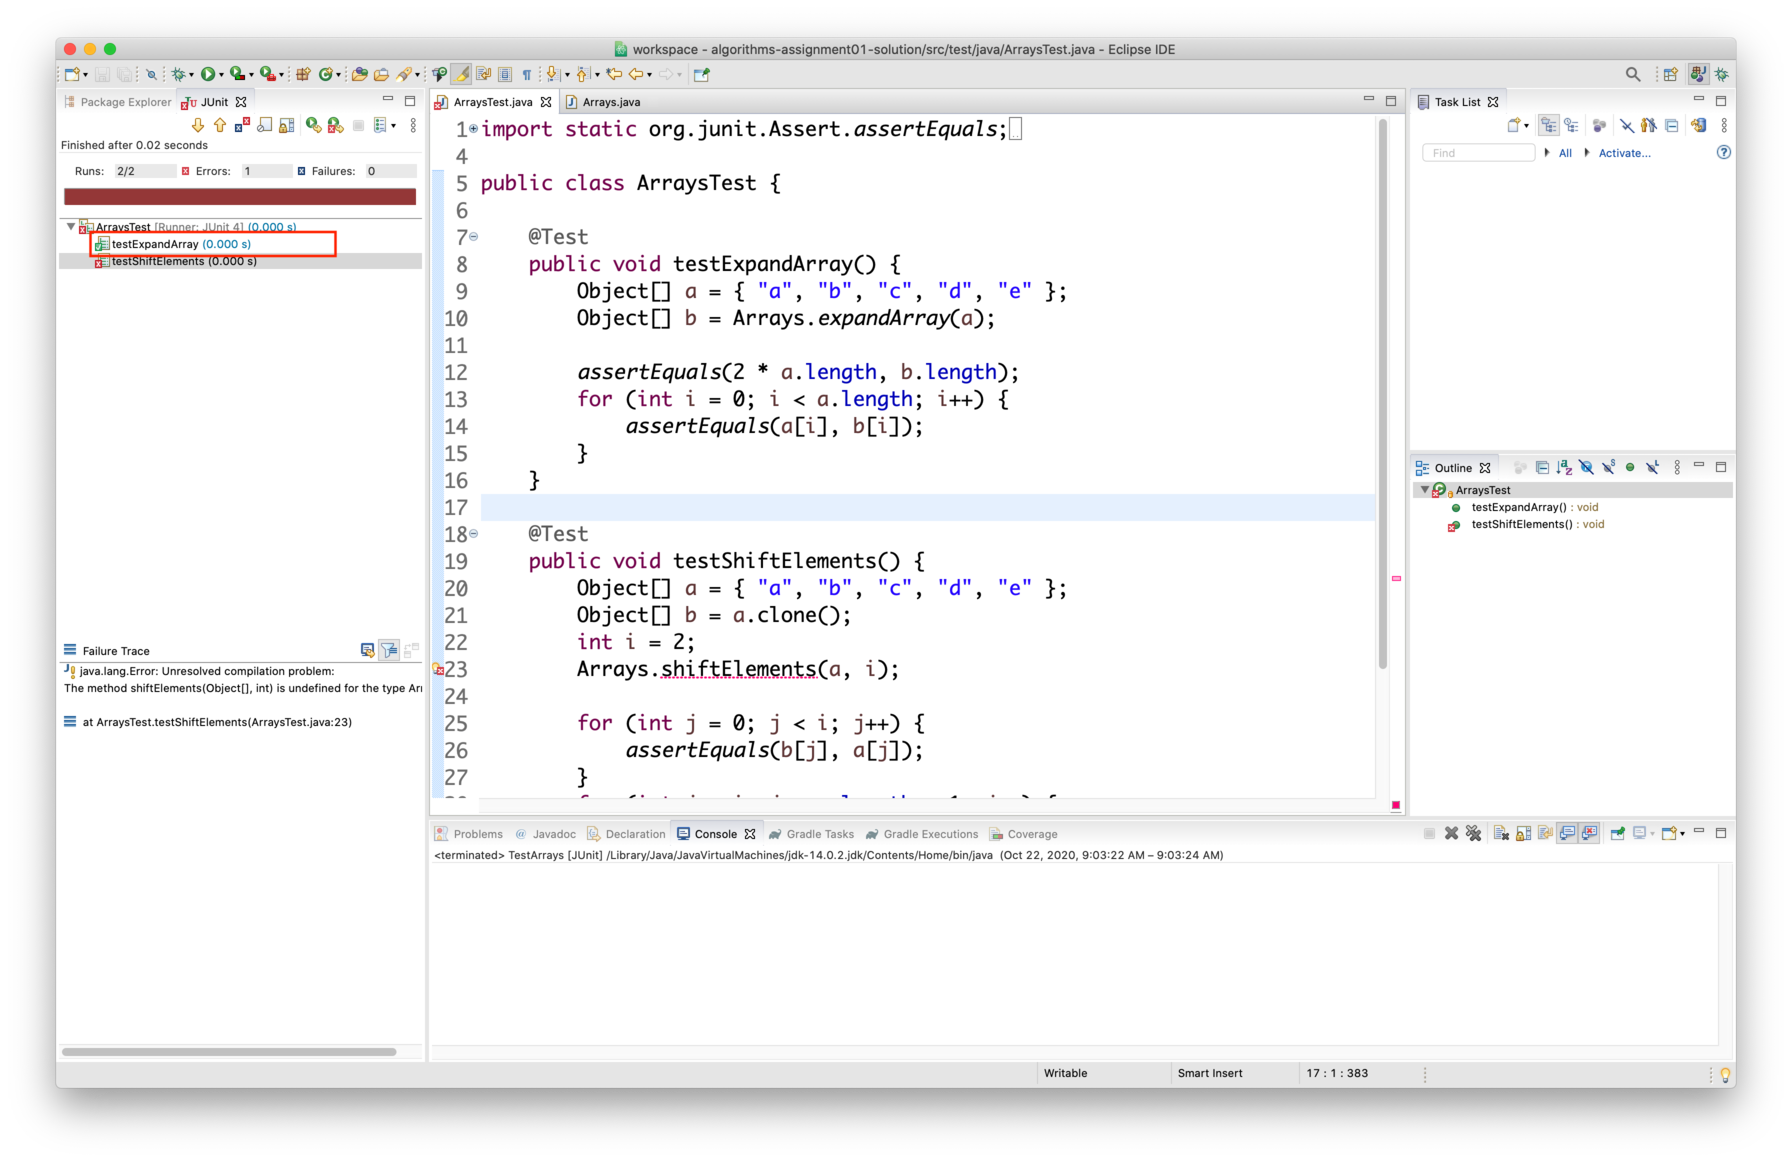 workspace - algorithms-assignment01-solution/src/test/java/ArraysTest.java - Eclipse IDE
Package Explorer
JUnit
Finished after 0.02 seconds
Runs: 2/2 Errors: 1 Failures: 0
ArraysTest [Runner: JUnit 4] (0.000 s)
testExpandArray (0.000 s)
testShiftElements (0.000 s)
Failure Trace
java.lang.Error: Unresolved compilation problem:
The method shiftElements(Object[], int) is undefined for the type Arr
at ArraysTest.testShiftElements(ArraysTest.java:23)
ArraysTest.java
Arrays.java
1 import static org.junit.Assert.assertEquals;
4
5 public class ArraysTest {
6
7 @Test
8 public void testExpandArray() {
9 Object[] a = { "a", "b", "c", "d", "e" };
10 Object[] b = Arrays.expandArray(a);
11
12 assertEquals(2 * a.length, b.length);
13 for (int i = 0; i < a.length; i++) {
14 assertEquals(a[i], b[i]);
15 }
16 }
17
18 @Test
19 public void testShiftElements() {
20 Object[] a = { "a", "b", "c", "d", "e" };
21 Object[] b = a.clone();
22 int i = 2;
23 Arrays.shiftElements(a, i);
24
25 for (int j = 0; j < i; j++) {
26 assertEquals(b[j], a[j]);
27 }
Task List
Find
All
Activate...
Outline
ArraysTest
testExpandArray() : void
testShiftElements() : void
Problems
Javadoc
Declaration
Console
Gradle Tasks
Gradle Executions
Coverage
<terminated> TestArrays [JUnit] /Library/Java/JavaVirtualMachines/jdk-14.0.2.jdk/Contents/Home/bin/java (Oct 22, 2020, 9:03:22 AM – 9:03:24 AM)
Writable
Smart Insert
17 : 1 : 383